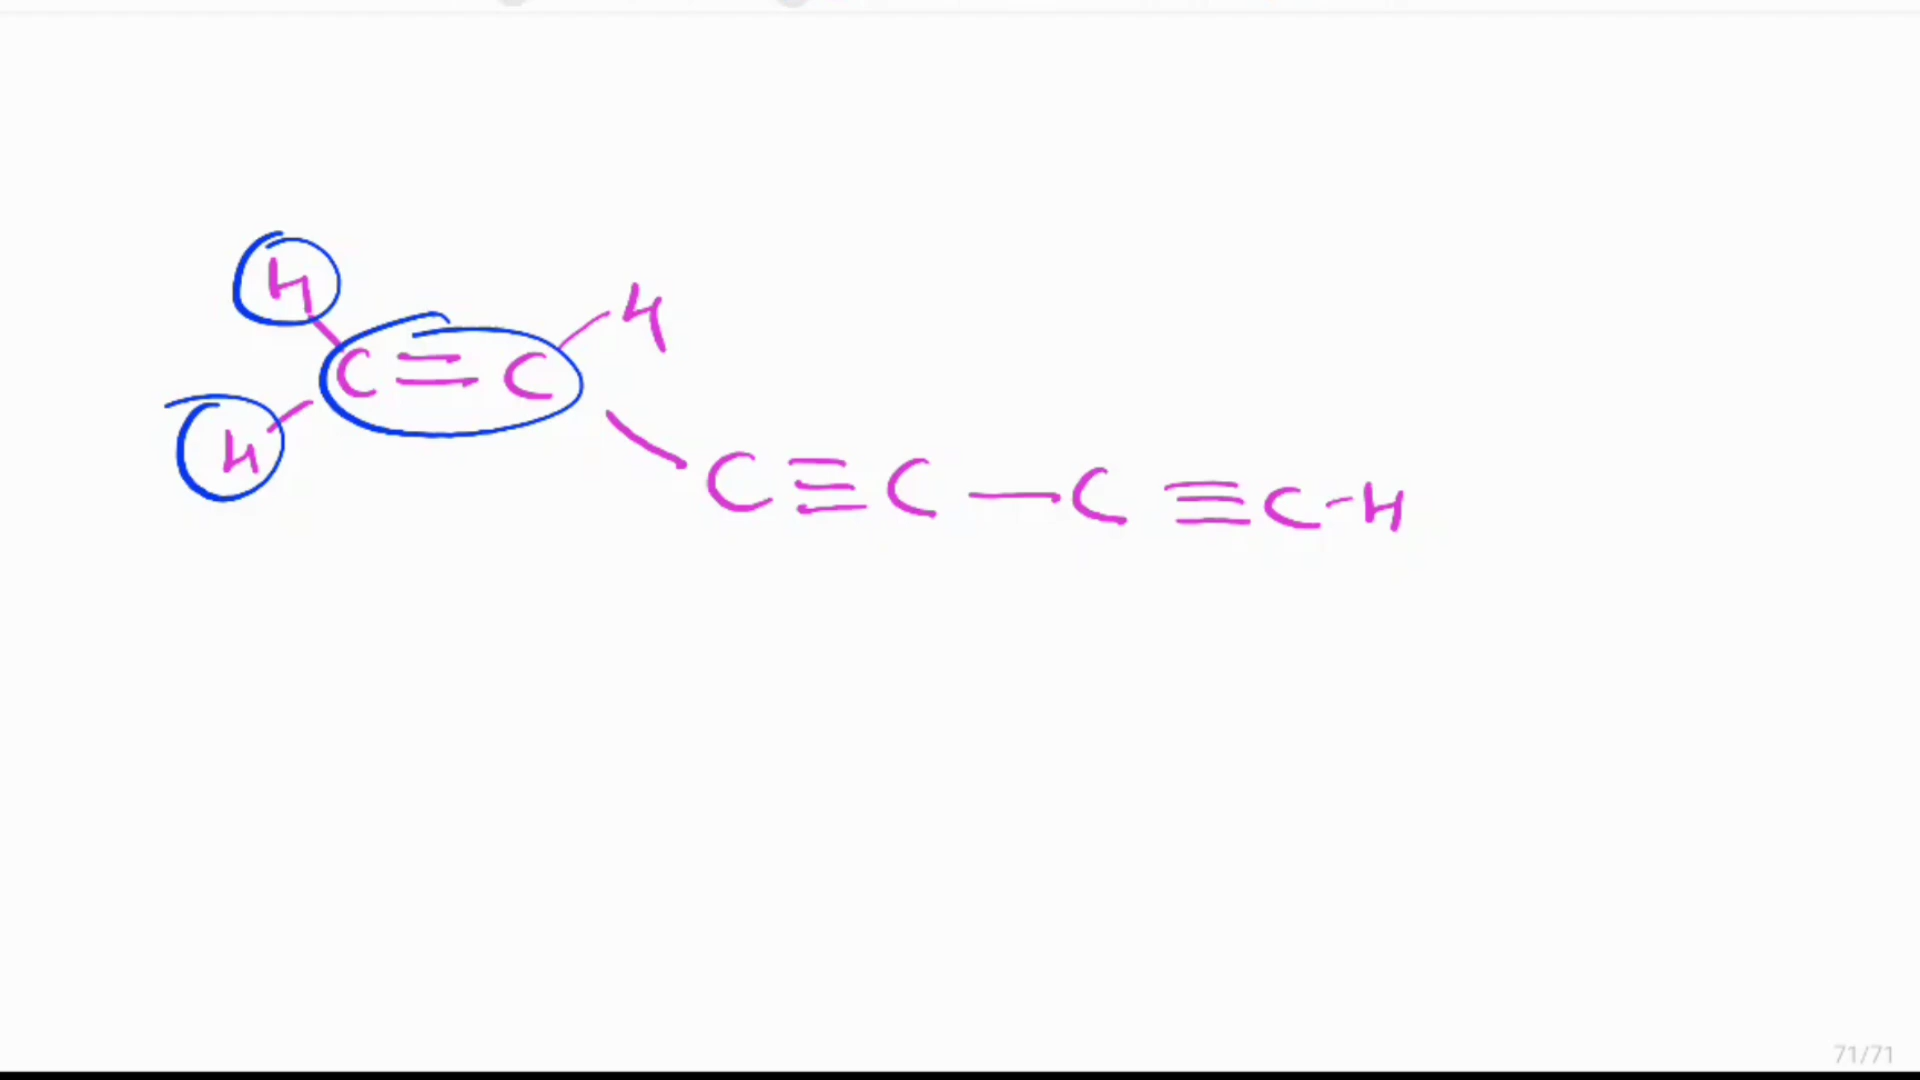 H
H
C = C
H
C ≡ C — C ≡ C - H
71/71